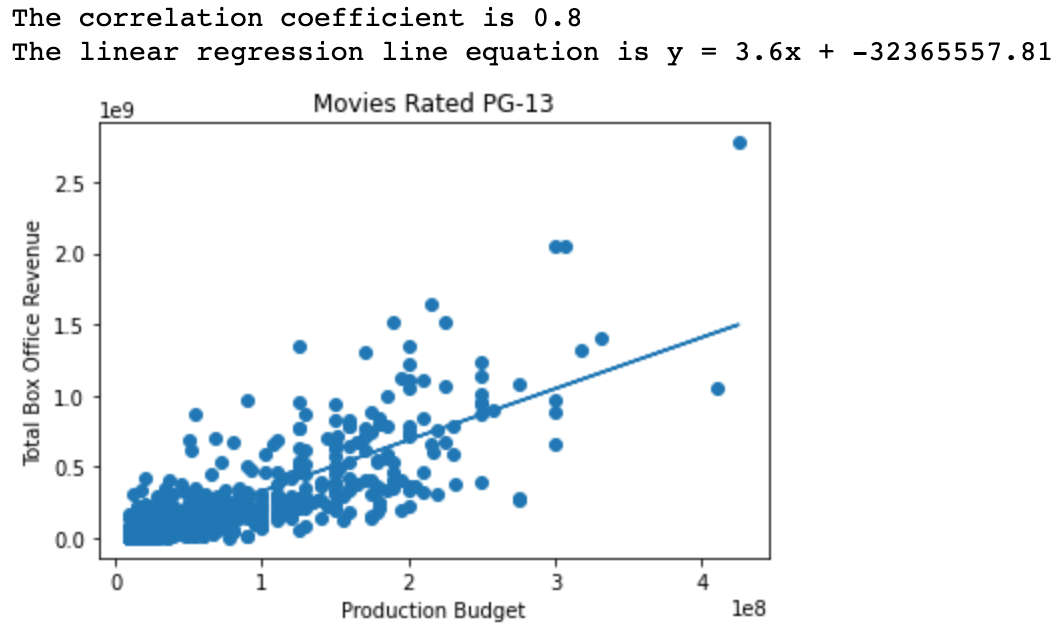 The correlation coefficient is 0.8
The linear regression line equation is y = 3.6x + -32365557.81
1e9
Movies Rated PG-13
2.5
2.0
1.5
1.0
0.5
0.0
Total Box Office Revenue
0 1 2 3 4
1e8
Production Budget